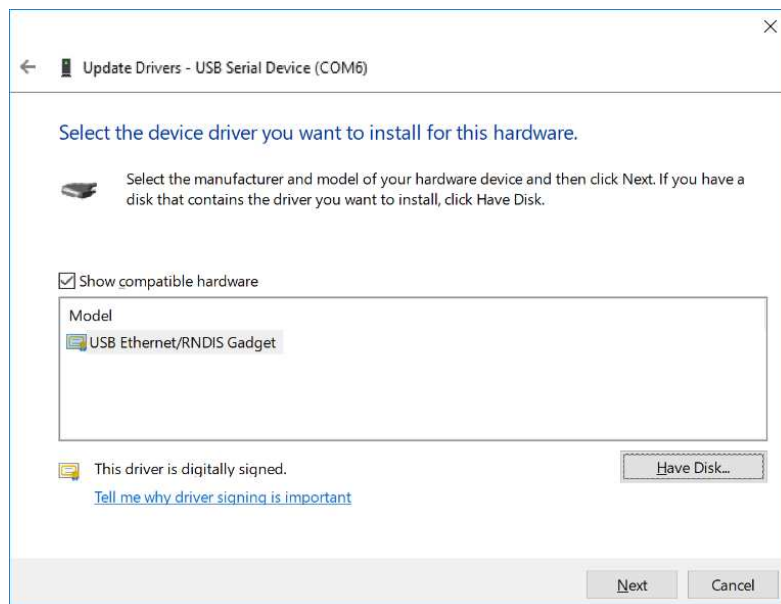 Update Drivers - USB Serial Device (COM6)
Select the device driver you want to install for this hardware.
Select the manufacturer and model of your hardware device and then click Next. If you have a
disk that contains the driver you want to install, click Have Disk.
Show compatible hardware
Model
USB Ethernet/RNDIS Gadget
This driver is digitally signed.
Have Disk...
Tell me why driver signing is important
Next
Cancel